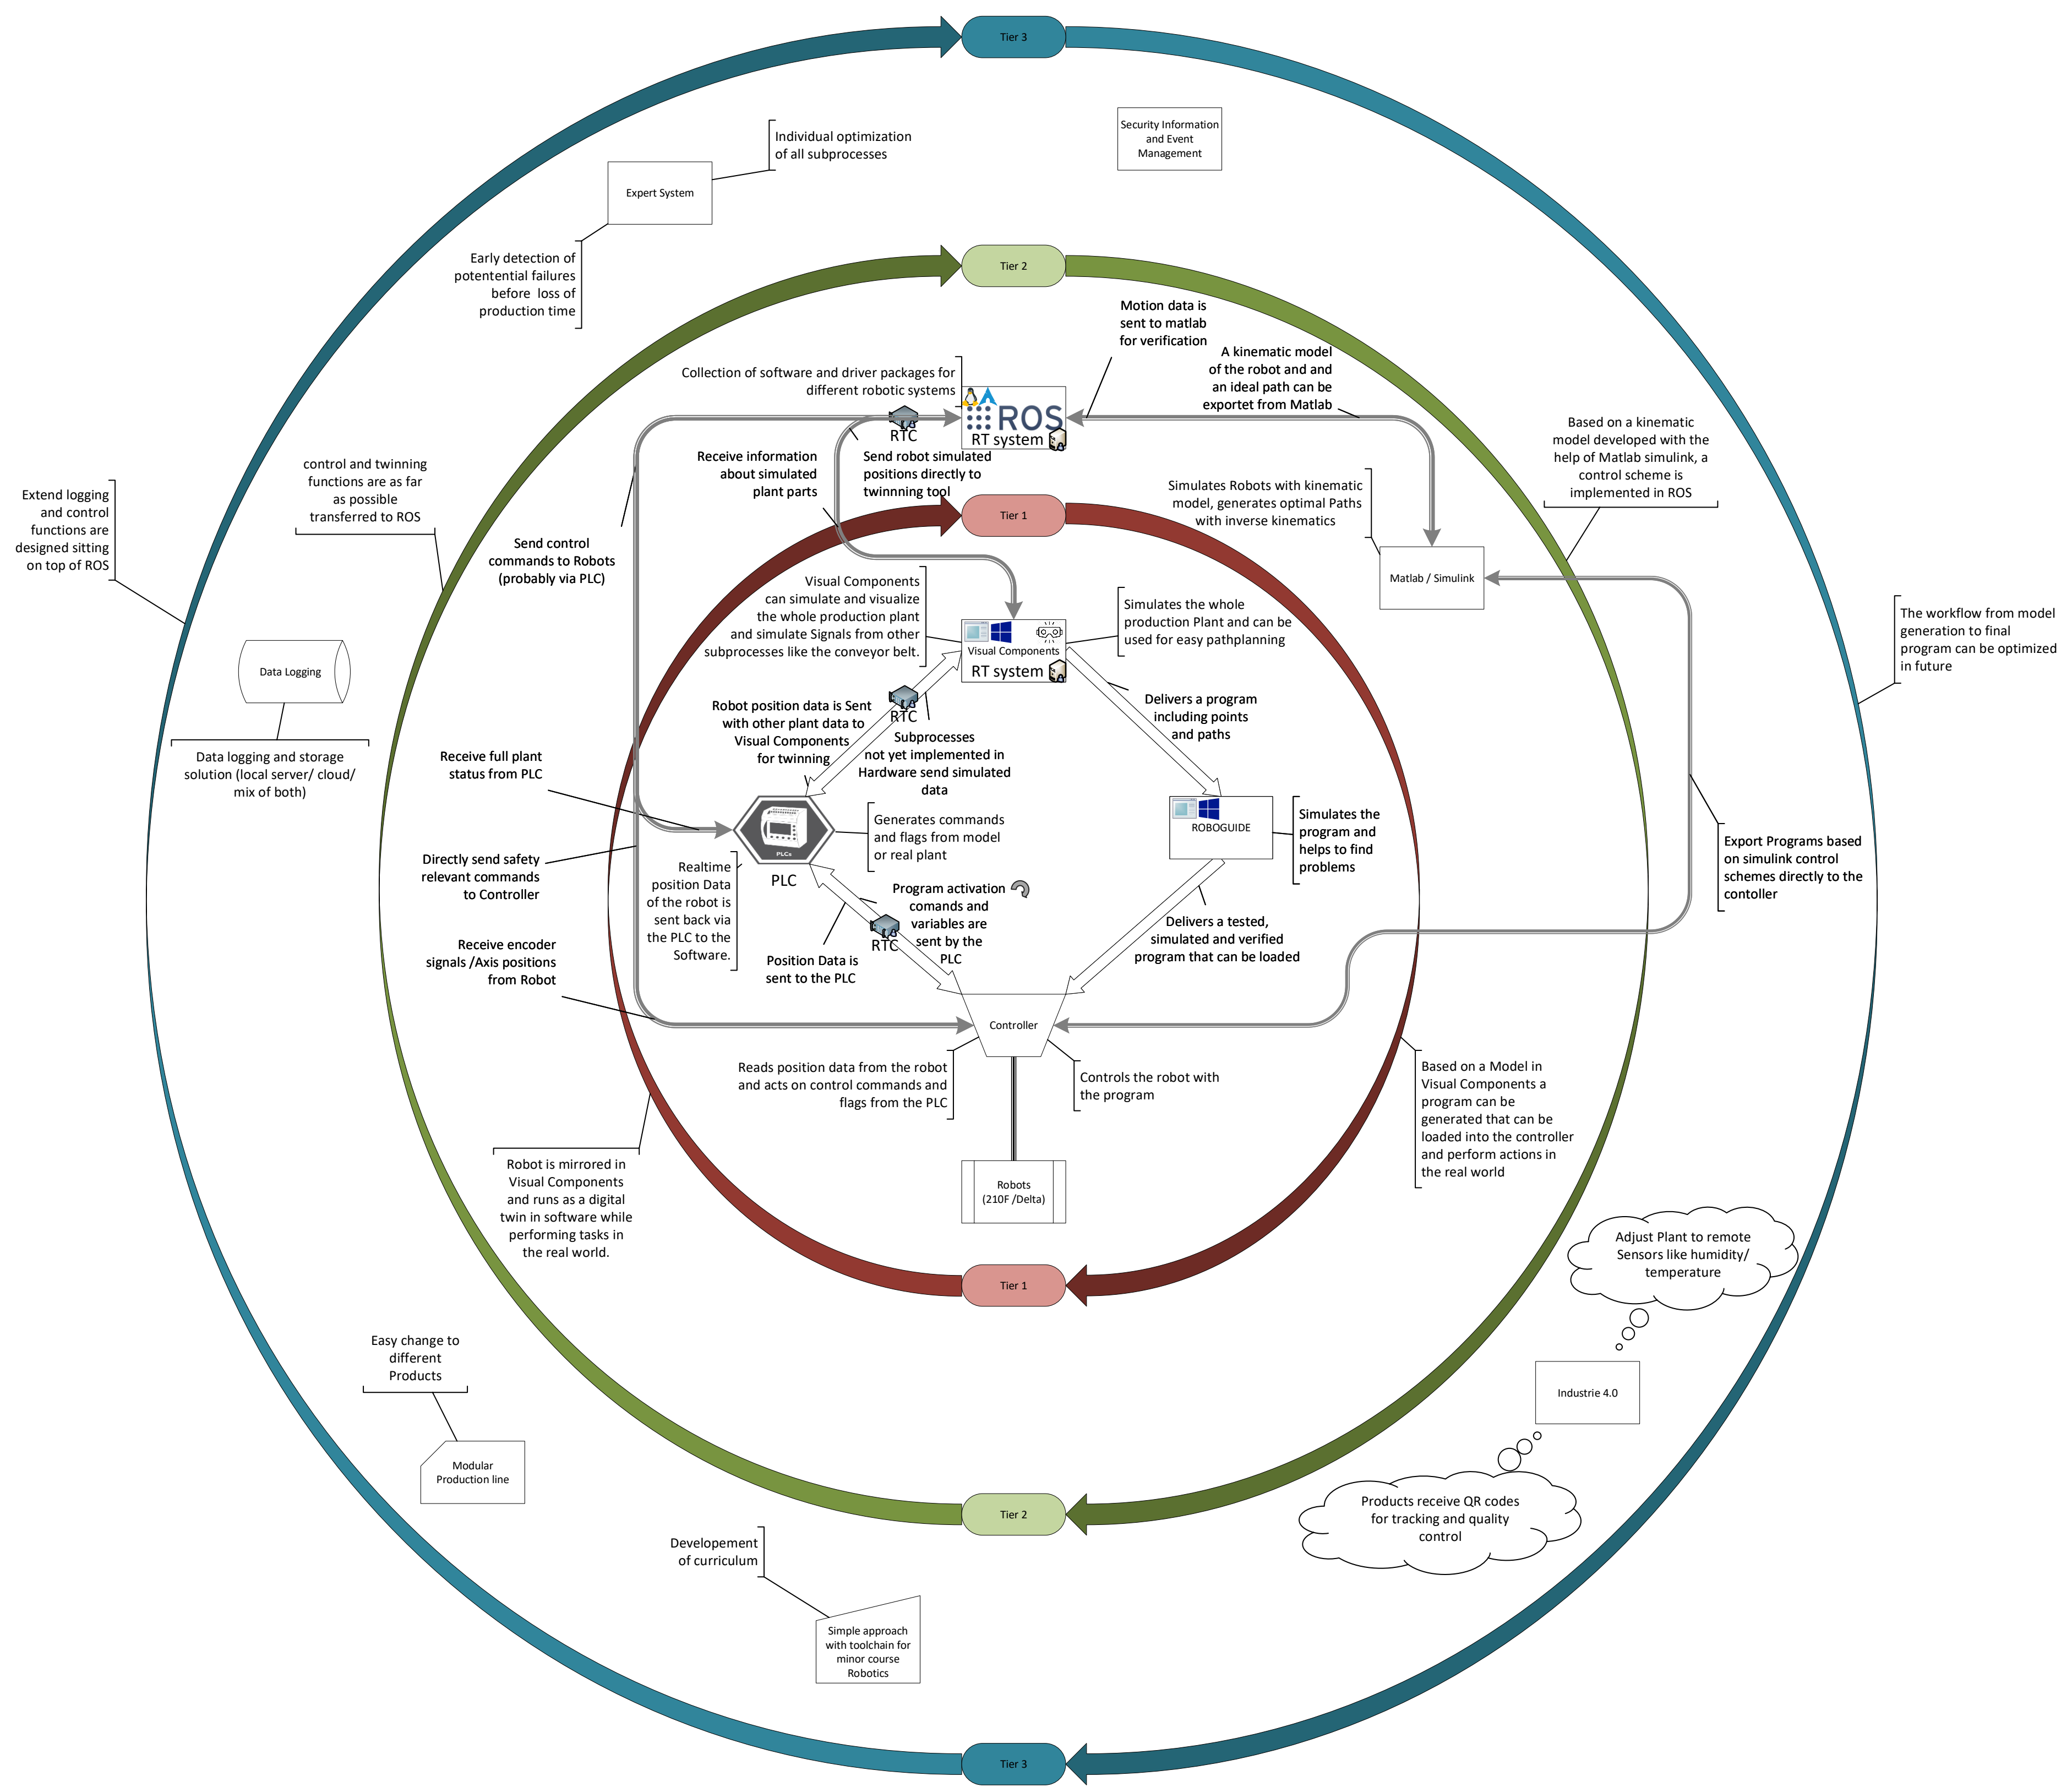 Tier 3
Security Information
and Event
Management
Individual optimization
of all subprocesses
Expert System
Early detection of
potentential failures
before  loss of
production time
Tier 2
Motion data is
sent to matlab
for verification
A kinematic model
of the robot and and
an ideal path can be
exportet from Matlab
Collection of software and driver packages for
different robotic systems
ROS
RT system
RTC
Receive information
about simulated
plant parts
Send robot simulated
positions directly to
twinnning tool
Based on a kinematic
model developed with the
help of Matlab simulink, a
control scheme is
implemented in ROS
control and twinning
functions are as far
as possible
transferred to ROS
Extend logging
and control
functions are
designed sitting
on top of ROS
Simulates Robots with kinematic
model, generates optimal Paths
with inverse kinematics
Tier 1
Send control
commands to Robots
(probably via PLC)
Matlab / Simulink
Visual Components
can simulate and visualize
the whole production plant
and simulate Signals from other
subprocesses like the conveyor belt.
Simulates the whole
production Plant and can be
used for easy pathplanning
Visual Components
RT system
The workflow from model
generation to final
program can be optimized
in future
Data Logging
Data logging and storage
solution (local server/ cloud/
mix of both)
RTC
Robot position data is Sent
with other plant data to
Visual Components
for twinning
Subprocesses
not yet implemented in
Hardware send simulated
data
Delivers a program
including points
and paths
Receive full plant
status from PLC
PLCs
PLC
Generates commands
and flags from model
or real plant
ROBOGUIDE
Simulates the
program and
helps to find
problems
Export Programs based
on simulink control
schemes directly to the
contoller
Directly send safety
relevant commands
to Controller
Realtime
position Data
of the robot is
sent back via
the PLC to the
Software.
Program activation
comands and
variables are
sent by the
PLC
RTC
Position Data is
sent to the PLC
Delivers a tested,
simulated and verified
program that can be loaded
Receive encoder
signals /Axis positions
from Robot
Controller
Reads position data from the robot
and acts on control commands and
flags from the PLC
Controls the robot with
the program
Based on a Model in
Visual Components a
program can be
generated that can be
loaded into the controller
and perform actions in
the real world
Robot is mirrored in
Visual Components
and runs as a digital
twin in software while
performing tasks in
the real world.
Robots
(210F /Delta)
Tier 1
Adjust Plant to remote
Sensors like humidity/
temperature
Industrie 4.0
Easy change to
different
Products
Modular
Production line
Products receive QR codes
for tracking and quality
control
Tier 2
Developement
of curriculum
Simple approach
with toolchain for
minor course
Robotics
Tier 3